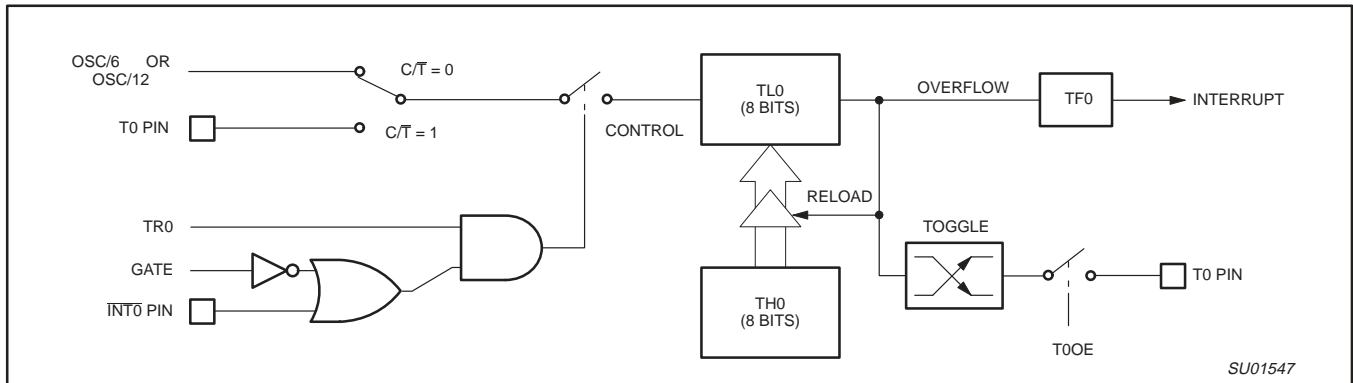 OSC/6 OR
OSC/12
C/T̅ = 0
T0 PIN
C/T̅ = 1
CONTROL
TL0
(8 BITS)
OVERFLOW
TF0
INTERRUPT
RELOAD
TR0
GATE
I̅N̅T̅0̅ PIN
TH0
(8 BITS)
TOGGLE
T0 PIN
T0OE
SU01547